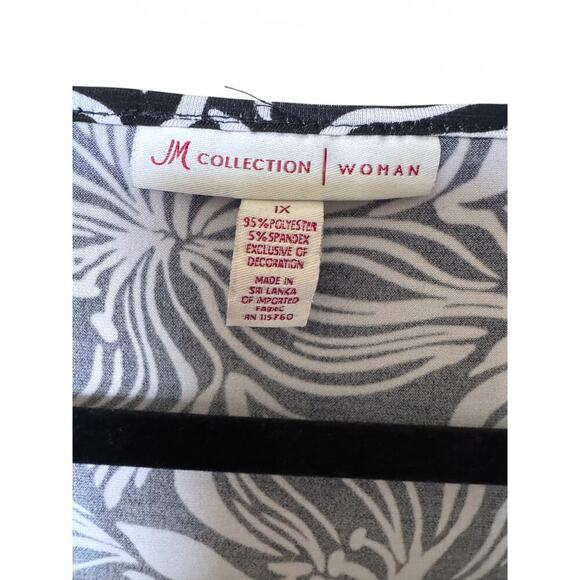 JM COLLECTION | WOMAN
1X
95% POLYESTER
5% SPANDEX
EXCLUSIVE OF
DECORATION
MADE IN
SRI LANKA
OF IMPORTED
FABRIC
RN 115760